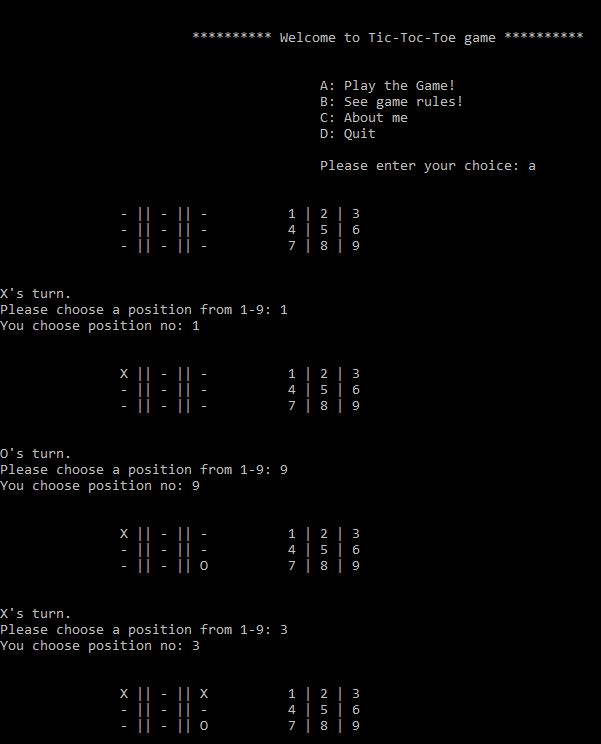 ********** Welcome to Tic-Toc-Toe game **********
A: Play the Game!
B: See game rules!
C: About me
D: Quit
Please enter your choice: a
- || - || -          1 | 2 | 3
- || - || -          4 | 5 | 6
- || - || -          7 | 8 | 9
X's turn.
Please choose a position from 1-9: 1
You choose position no: 1
X || - || -          1 | 2 | 3
- || - || -          4 | 5 | 6
- || - || -          7 | 8 | 9
O's turn.
Please choose a position from 1-9: 9
You choose position no: 9
X || - || -          1 | 2 | 3
- || - || -          4 | 5 | 6
- || - || O          7 | 8 | 9
X's turn.
Please choose a position from 1-9: 3
You choose position no: 3
X || - || X          1 | 2 | 3
- || - || -          4 | 5 | 6
- || - || O          7 | 8 | 9